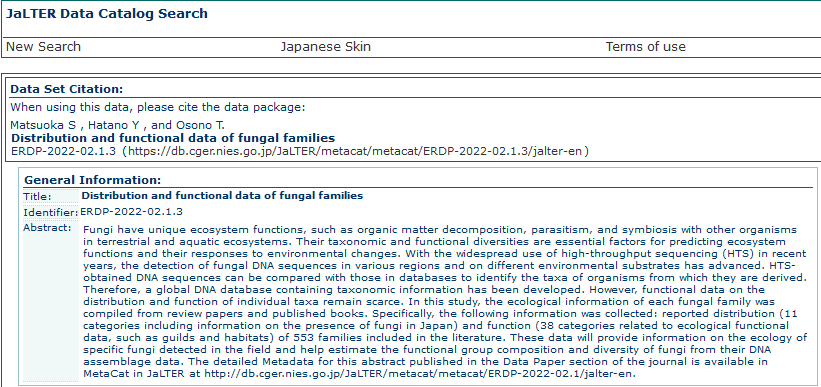 JaLTER Data Catalog Search
New Search Japanese Skin Terms of use
Data Set Citation:
When using this data, please cite the data package:
Matsuoka S , Hatano Y , and Osono T.
Distribution and functional data of fungal families
ERDP-2022-02.1.3 (https://db.cger.nies.go.jp/JaLTER/metacat/metacat/ERDP-2022-02.1.3/jalter-en)
General Information:
Title: Distribution and functional data of fungal families
Identifier: ERDP-2022-02.1.3
Abstract: Fungi have unique ecosystem functions, such as organic matter decomposition, parasitism, and symbiosis with other organisms
in terrestrial and aquatic ecosystems. Their taxonomic and functional diversities are essential factors for predicting ecosystem
functions and their responses to environmental changes. With the widespread use of high-throughput sequencing (HTS) in recent
years, the detection of fungal DNA sequences in various regions and on different environmental substrates has advanced. HTS-
obtained DNA sequences can be compared with those in databases to identify the taxa of organisms from which they are derived.
Therefore, a global DNA database containing taxonomic information has been developed. However, functional data on the
distribution and function of individual taxa remain scarce. In this study, the ecological information of each fungal family was
compiled from review papers and published books. Specifically, the following information was collected: reported distribution (11
categories including information on the presence of fungi in Japan) and function (38 categories related to ecological functional
data, such as guilds and habitats) of 553 families included in the literature. These data will provide information on the ecology of
specific fungi detected in the field and help estimate the functional group composition and diversity of fungi from their DNA
assemblage data. The detailed Metadata for this abstract published in the Data Paper section of the journal is available in
MetaCat in JaLTER at http://db.cger.nies.go.jp/JaLTER/metacat/metacat/ERDP-2022-02.1/jalter-en.